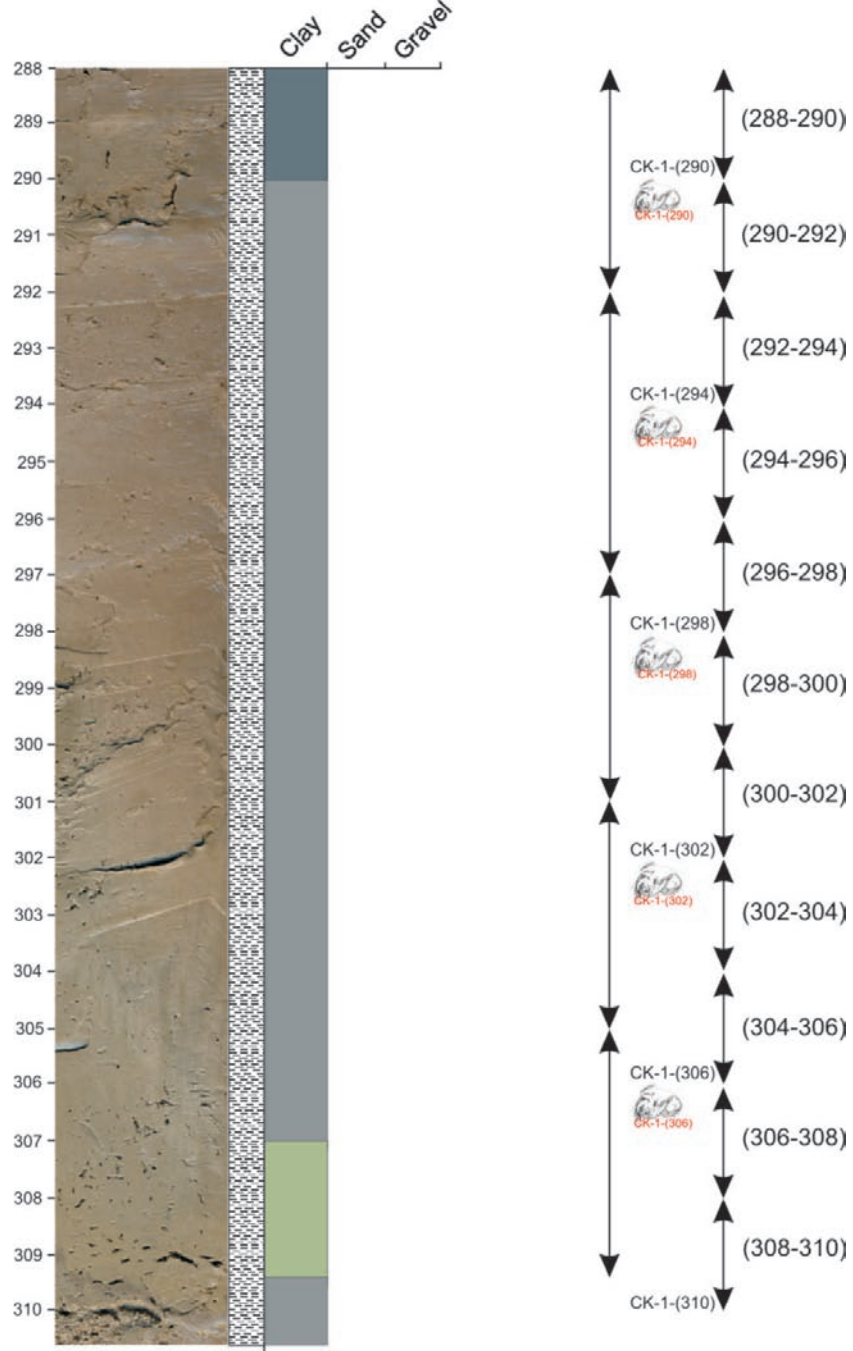 Clay Sand Gravel
288
289
290
291
292
293
294
295
296
297
298
299
300
301
302
303
304
305
306
307
308
309
310
CK-1-(290)
CK-1-(290)
CK-1-(294)
CK-1-(294)
CK-1-(298)
CK-1-(298)
CK-1-(302)
CK-1-(302)
CK-1-(306)
CK-1-(306)
CK-1-(310)
(288-290)
(290-292)
(292-294)
(294-296)
(296-298)
(298-300)
(300-302)
(302-304)
(304-306)
(306-308)
(308-310)